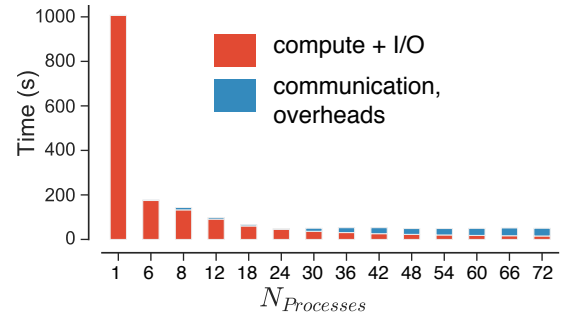 1000
800
600
400
200
0
Time (s)
compute + I/O
communication,
overheads
1 6 8 12 18 24 30 36 42 48 54 60 66 72
N_Processes